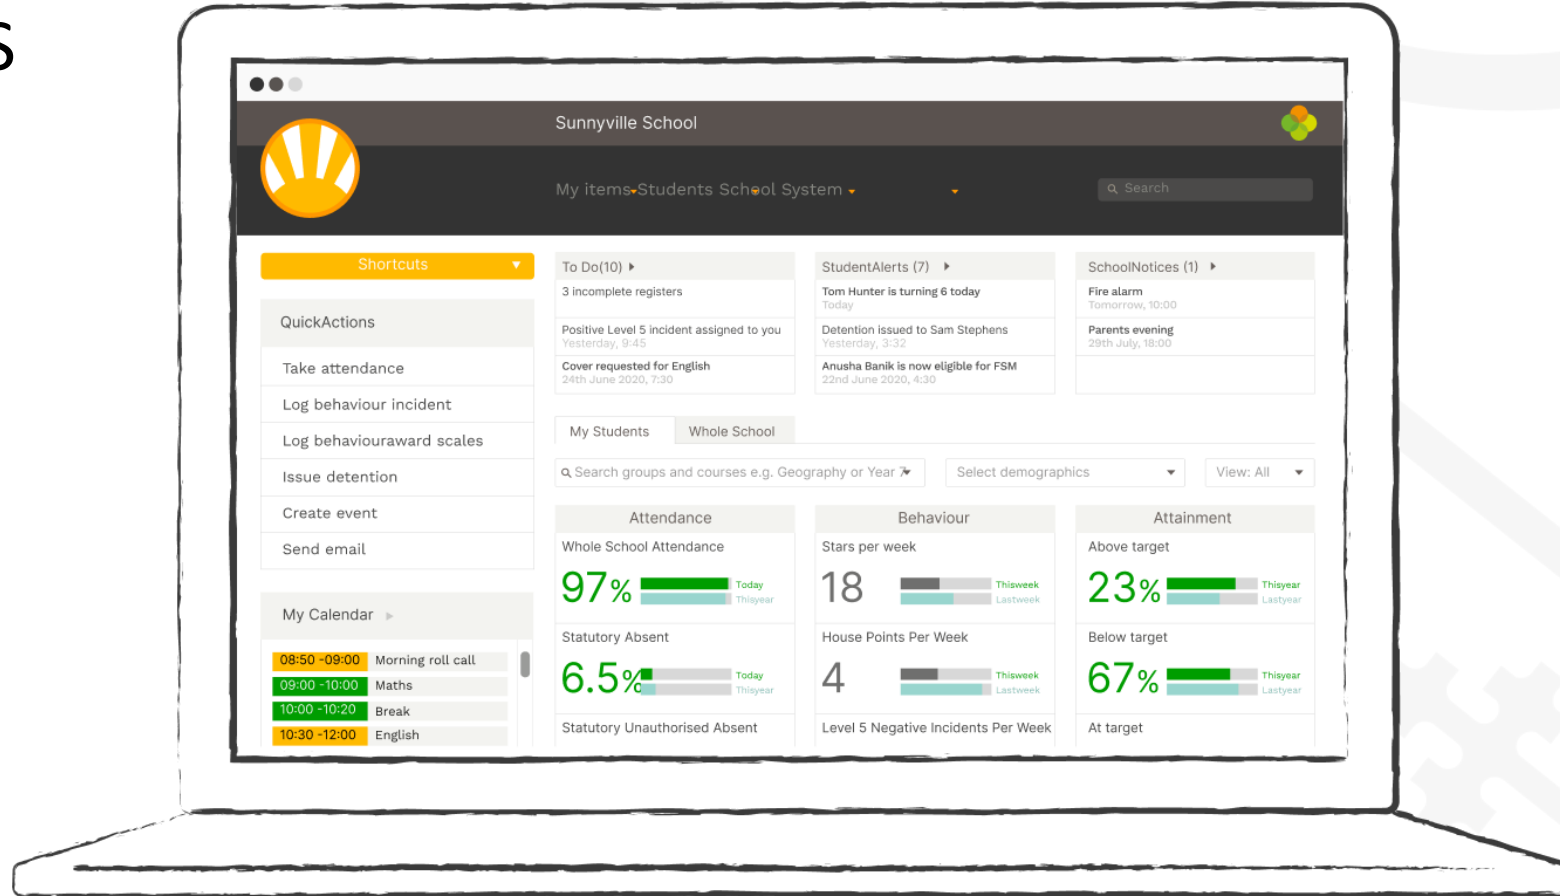 S
Sunnyville School
My items Students School System
Search
Shortcuts
QuickActions
Take attendance
Log behaviour incident
Log behaviouraward scales
Issue detention
Create event
Send email
My Calendar
08:50 -09:00 Morning roll call
09:00 -10:00 Maths
10:00 -10:20 Break
10:30 -12:00 English
To Do(10)
3 incomplete registers
Positive Level 5 incident assigned to you
Yesterday, 9:45
Cover requested for English
24th June 2020, 7:30
StudentAlerts (7)
Tom Hunter is turning 6 today
Today
Detention issued to Sam Stephens
Yesterday, 3:32
Anusha Banik is now eligible for FSM
22nd June 2020, 4:30
SchoolNotices (1)
Fire alarm
Tomorrow, 10:00
Parents evening
29th July, 18:00
My Students
Whole School
Search groups and courses e.g. Geography or Year 7
Select demographics
View: All
Attendance
Whole School Attendance
97%
Today
Thisyear
Statutory Absent
6.5%
Today
Thisyear
Statutory Unauthorised Absent
Behaviour
Stars per week
18
Thisweek
Lastweek
House Points Per Week
4
Thisweek
Lastweek
Level 5 Negative Incidents Per Week
Attainment
Above target
23%
Thisyear
Lastyear
Below target
67%
Thisyear
Lastyear
At target